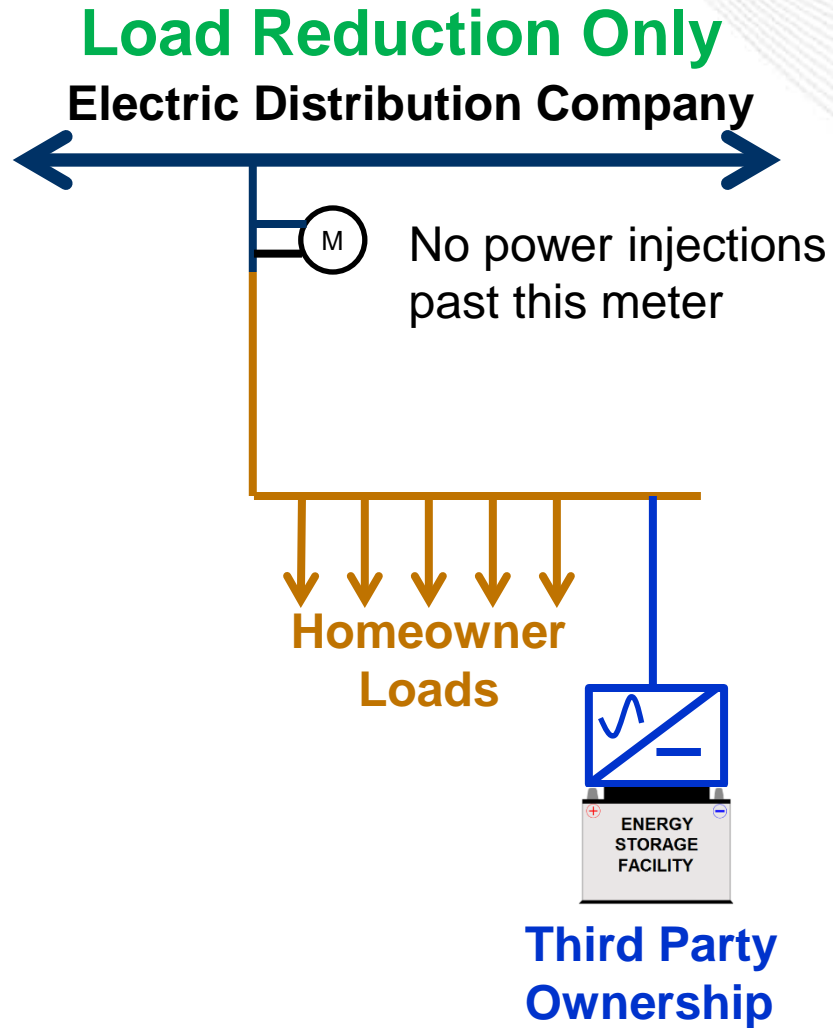 Load Reduction Only
Electric Distribution Company
M
No power injections
past this meter
Homeowner
Loads
+ −
ENERGY
STORAGE
FACILITY
Third Party
Ownership